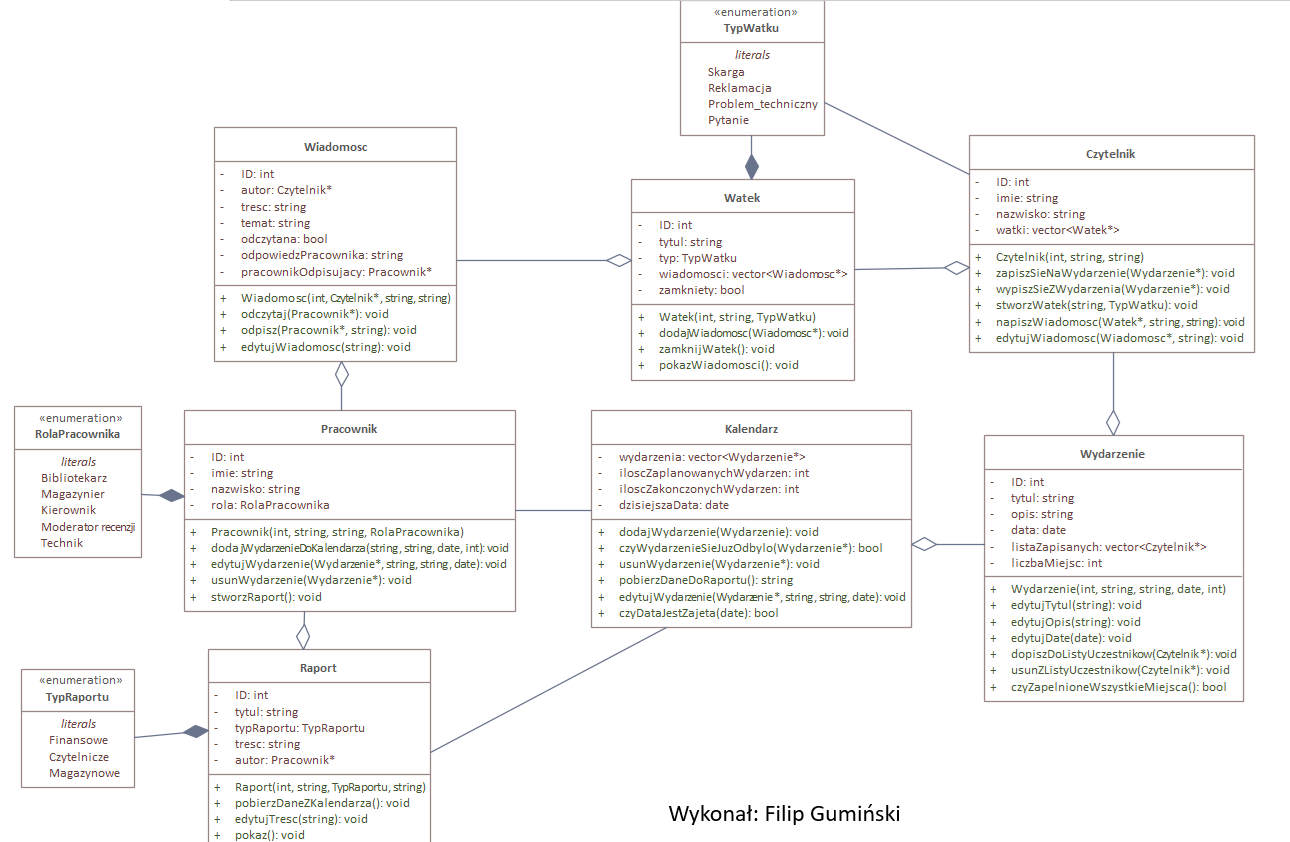 «enumeration»
TypWatku
literals
Skarga
Reklamacja
Problem_techniczny
Pytanie
Wiadomosc
- ID: int
- autor: Czytelnik*
- tresc: string
- temat: string
- odczytana: bool
- odpowiedzPracownika: string
- pracownikOdpisujacy: Pracownik*
+ Wiadomosc(int, Czytelnik*, string, string)
+ odczytaj(Pracownik*): void
+ odpisz(Pracownik*, string): void
+ edytujWiadomosc(string): void
Watek
- ID: int
- tytul: string
- typ: TypWatku
- wiadomosci: vector<Wiadomosc*>
- zamkniety: bool
+ Watek(int, string, TypWatku)
+ dodajWiadomosc(Wiadomosc*): void
+ zamknijWatek(): void
+ pokazWiadomosci(): void
Czytelnik
- ID: int
- imie: string
- nazwisko: string
- watki: vector<Watek*>
+ Czytelnik(int, string, string)
+ zapiszSieNaWydarzenie(Wydarzenie*): void
+ wypiszSieZWydarzenia(Wydarzenie*): void
+ stworzWatek(string, TypWatku): void
+ napiszWiadomosc(Watek*, string, string): void
+ edytujWiadomosc(Wiadomosc*, string): void
«enumeration»
RolaPracownika
literals
Bibliotekarz
Magazynier
Kierownik
Moderator recenzji
Technik
Pracownik
- ID: int
- imie: string
- nazwisko: string
- rola: RolaPracownika
+ Pracownik(int, string, string, RolaPracownika)
+ dodajWydarzenieDoKalendarza(string, string, date, int): void
+ edytujWydarzenie(Wydarzenie*, string, string, date): void
+ usunWydarzenie(Wydarzenie*): void
+ stworzRaport(): void
Kalendarz
- wydarzenia: vector<Wydarzenie*>
- iloscZaplanowanychWydarzen: int
- iloscZakonczonychWydarzen: int
- dzisiejszaData: date
+ dodajWydarzenie(Wydarzenie): void
+ czyWydarzenieSieJuzOdbylo(Wydarzenie*): bool
+ usunWydarzenie(Wydarzenie*): void
+ pobierzDaneDoRaportu(): string
+ edytujWydarzenie(Wydarzenie*, string, string, date): void
+ czyDataJestZajeta(date): bool
Wydarzenie
- ID: int
- tytul: string
- opis: string
- data: date
- listaZapisanych: vector<Czytelnik*>
- liczbaMiejsc: int
+ Wydarzenie(int, string, string, date, int)
+ edytujTytul(string): void
+ edytujOpis(string): void
+ edytujDate(date): void
+ dopiszDoListyUczestnikow(Czytelnik*): void
+ usunZListyUczestnikow(Czytelnik*): void
+ czyZapelnioneWszystkieMiejsca(): bool
«enumeration»
TypRaportu
literals
Finansowe
Czytelnicze
Magazynowe
Raport
- ID: int
- tytul: string
- typRaportu: TypRaportu
- tresc: string
- autor: Pracownik*
+ Raport(int, string, TypRaportu, string)
+ pobierzDaneZKalendarza(): void
+ edytujTresc(string): void
+ pokaz(): void
Wykonał: Filip Gumiński